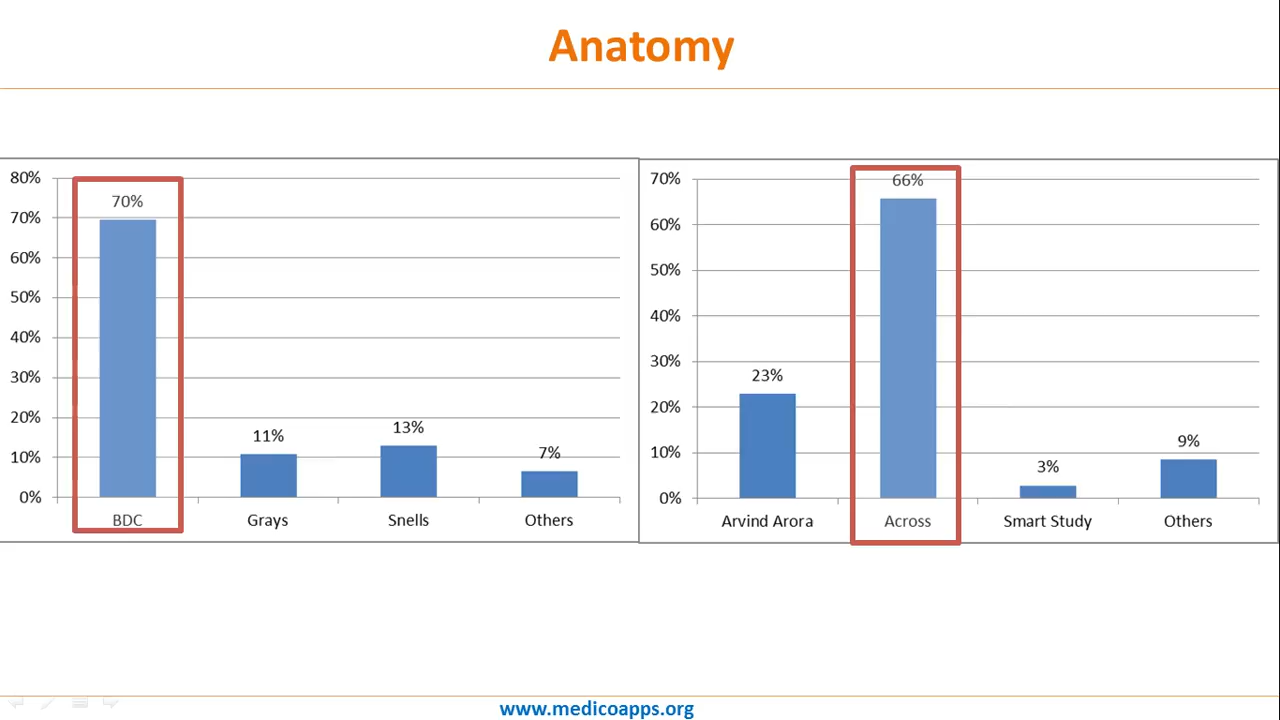 Anatomy
80%
70%
60%
50%
40%
30%
20%
10%
0%
70%
11%
13%
7%
BDC
Grays
Snells
Others
70%
60%
50%
40%
30%
20%
10%
0%
23%
66%
3%
9%
Arvind Arora
Across
Smart Study
Others
www.medicoapps.org